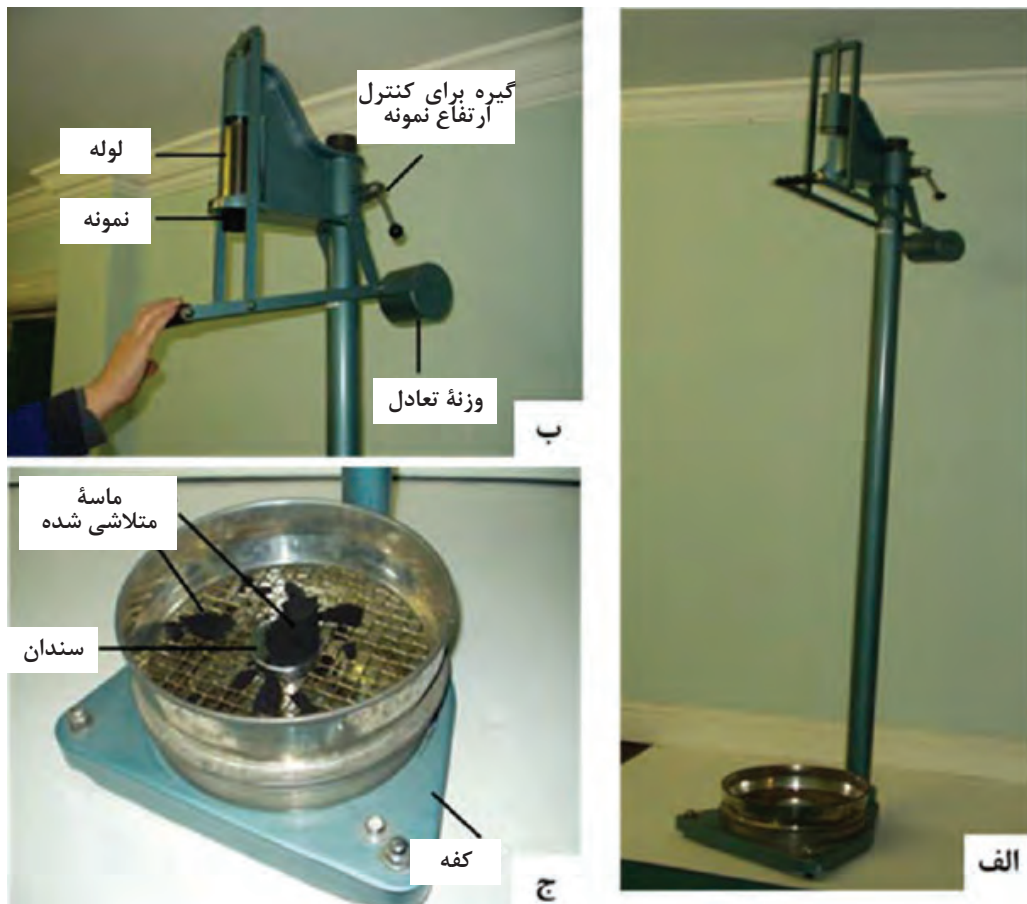 گیره برای کنترل
ارتفاع نمونه
لوله
نمونه
وزنهٔ تعادل
ب
ماسهٔ
متلاشی شده
سندان
کفه
ج
الف